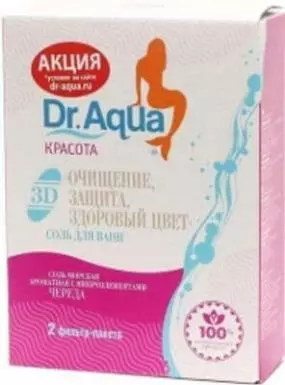 АКЦИЯ
*условия на сайте
dr-aqua.ru
Dr.Aqua
КРАСОТА
3D
ОЧИЩЕНИЕ,
ЗАЩИТА,
ЗДОРОВЫЙ ЦВЕТ
СОЛЬ ДЛЯ ВАНН
СОЛЬ МОРСКАЯ
АРОМАТНАЯ С МИКРОЭЛЕМЕНТАМИ
ЧЕРЕДА
2 фильтр-пакета
100%